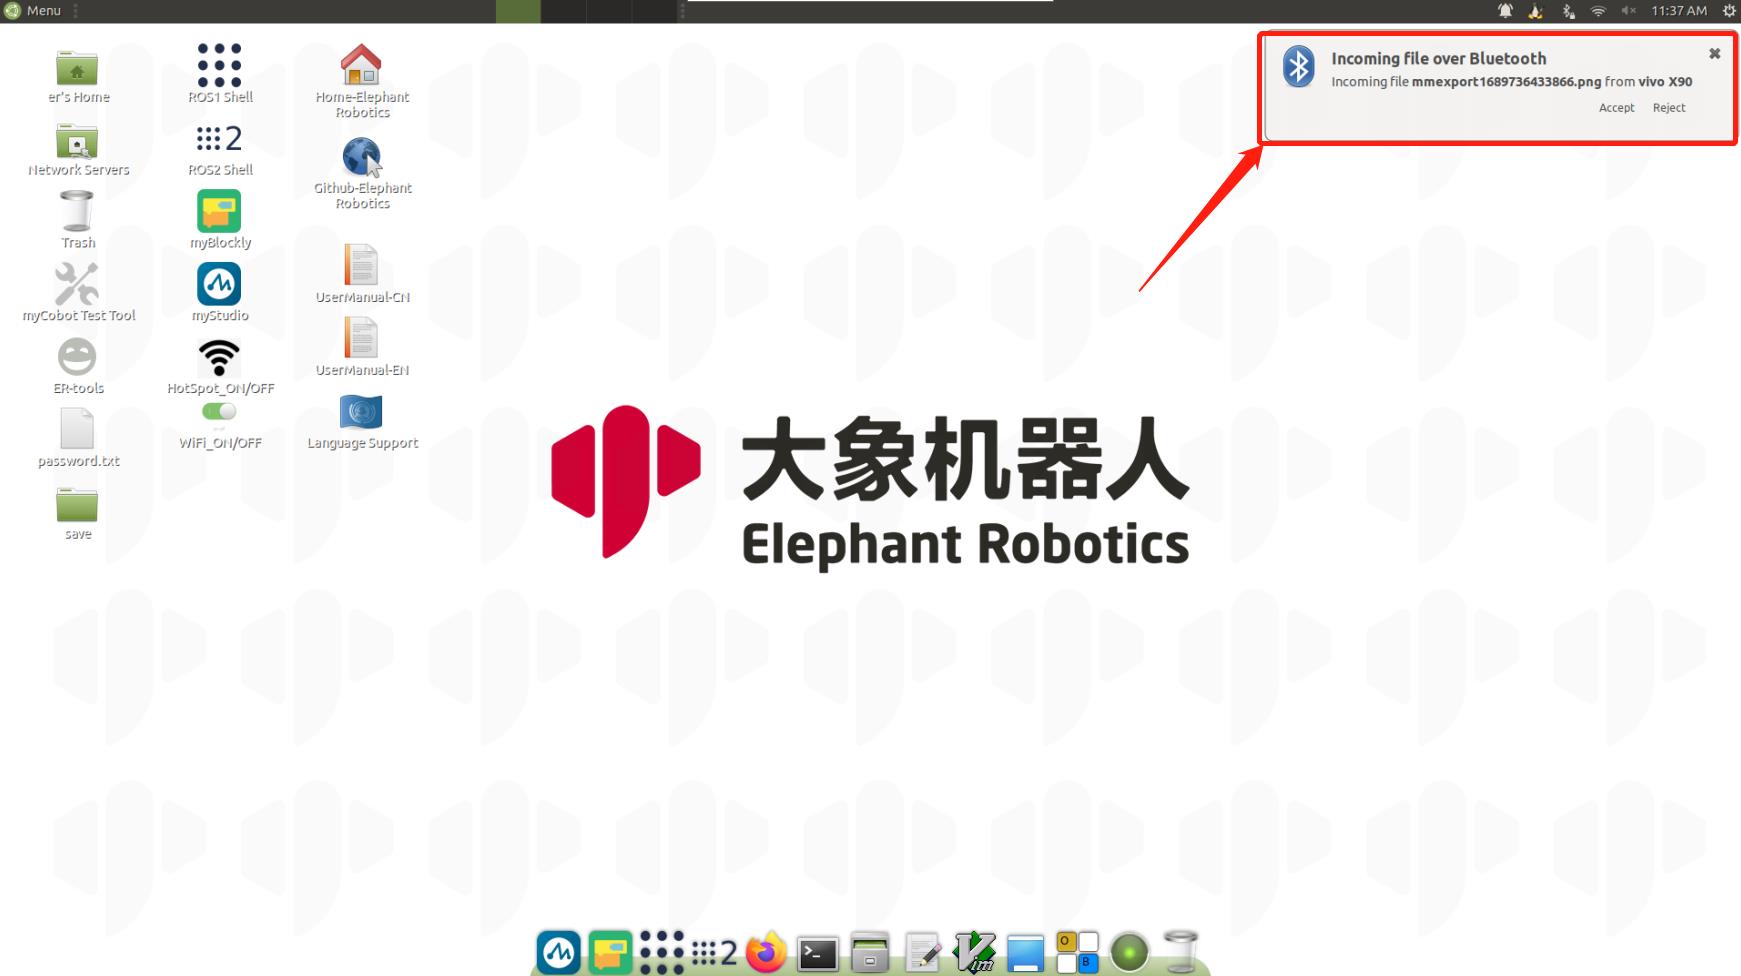 Menu
11:37 AM
Incoming file over Bluetooth
Incoming file mmexport1689736433866.png from vivo X90
Accept Reject
er's Home
ROS1 Shell
Home-Elephant
Robotics
2
Network Servers
ROS2 Shell
Github-Elephant
Robotics
Trash
myBlockly
UserManual-CN
myCobot Test Tool
myStudio
UserManual-EN
ER-tools
HotSpot_ON/OFF
password.txt
WiFi_ON/OFF
Language Support
save
大象机器人
Elephant Robotics
2
>_
Vim
O
B